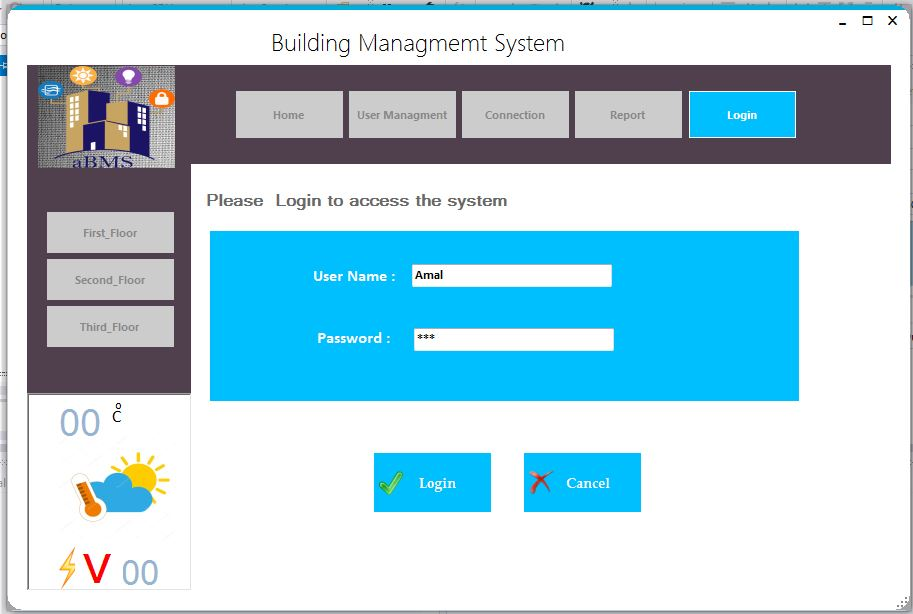 Building Managmemt System
aBMS
Home
User Managment
Connection
Report
Login
Please Login to access the system
First_Floor
Second_Floor
Third_Floor
User Name :
Amal
Password :
***
00 °C
V 00
Login
Cancel